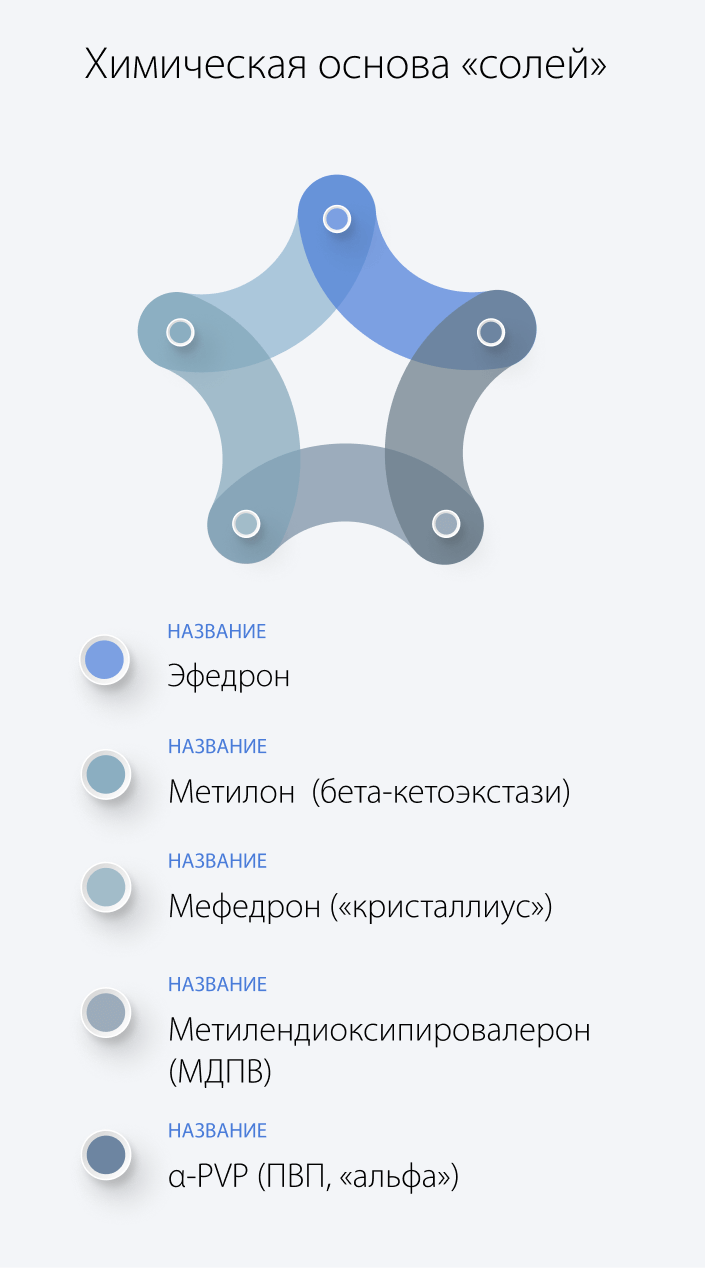 Химическая основа «солей»
НАЗВАНИЕ
Эфедрон
НАЗВАНИЕ
Метилон (бета-кетоэкстази)
НАЗВАНИЕ
Мефедрон («кристаллиус»)
НАЗВАНИЕ
Метилендиоксипировалерон
(МДПВ)
НАЗВАНИЕ
α-PVP (ПВП, «альфа»)